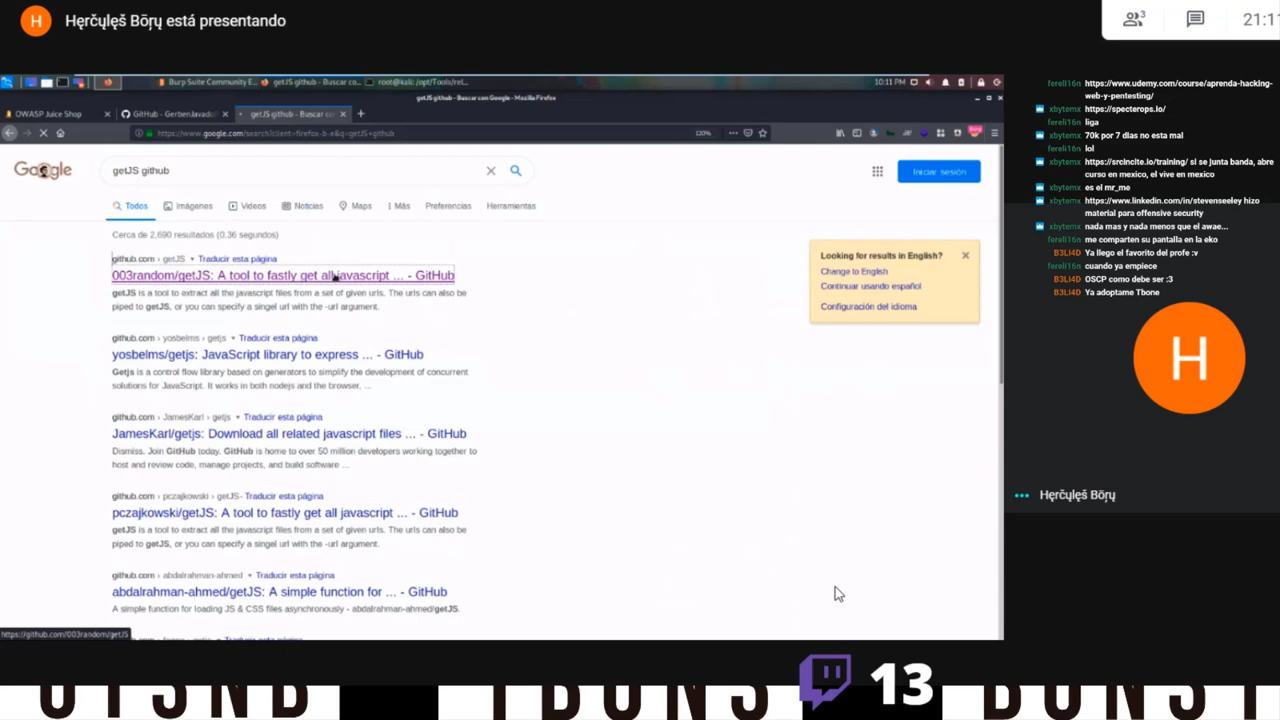 H
Hęrčųlęš Bōŗų está presentando
3
21:1
Burp Suite Community E...
getJS github - Buscar co...
root@kali: /opt/Tools/rel...
10:11 PM
getJS github - Buscar con Google - Mozilla Firefox
OWASP Juice Shop
GitHub - GerbenJavado/
getJS github - Buscar co
https://www.google.com/search?client=firefox-b-e&q=getJS+github
120%
Google
getJS github
Iniciar sesión
Todos
Imágenes
Videos
Noticias
Maps
Más
Preferencias
Herramientas
Cerca de 2,690 resultados (0.36 segundos)
github.com › getJS ▾ Traducir esta página
003random/getJS: A tool to fastly get all javascript ... - GitHub
getJS is a tool to extract all the javascript files from a set of given urls. The urls can also be
piped to getJS, or you can specify a singel url with the -url argument.
github.com › yosbelms › getjs ▾ Traducir esta página
yosbelms/getjs: JavaScript library to express ... - GitHub
Getjs is a control flow library based on generators to simplify the development of concurrent
solutions for JavaScript. It works in both nodejs and the browser, ...
github.com › JamesKarl › getjs ▾ Traducir esta página
JamesKarl/getjs: Download all related javascript files ... - GitHub
Dismiss. Join GitHub today. GitHub is home to over 50 million developers working together to
host and review code, manage projects, and build software ...
github.com › pczajkowski › getJS- Traducir esta página
pczajkowski/getJS: A tool to fastly get all javascript ... - GitHub
getJS is a tool to extract all the javascript files from a set of given urls. The urls can also be
piped to getJS, or you can specify a singel url with the -url argument.
github.com › abdalrahman-ahmed ▾ Traducir esta página
abdalrahman-ahmed/getJS: A simple function for ... - GitHub
A simple function for loading JS & CSS files asynchronously - abdalrahman-ahmed/getJS.
Traducir esta página
https://github.com/003random/getJS
Looking for results in English?
Change to English
Continuar usando español
Configuración del idioma
fereli16n https://www.udemy.com/course/aprenda-hacking-
web-y-pentesting/
xbytemx https://specterops.io/
fereli16n liga
xbytemx 70k por 7 dias no esta mal
fereli16n lol
xbytemx https://srcincite.io/training/ si se junta banda, abre
curso en mexico, el vive en mexico
xbytemx es el mr_me
xbytemx https://www.linkedin.com/in/stevenseeley hizo
material para offensive security
xbytemx nada mas y nada menos que el awae...
fereli16n me comparten su pantalla en la eko
B3LI4D Ya llego el favorito del profe :v
fereli16n cuando ya empiece
B3LI4D OSCP como debe ser :3
B3LI4D Ya adoptame Tbone
H
Hęrčųlęš Bōŗų
13